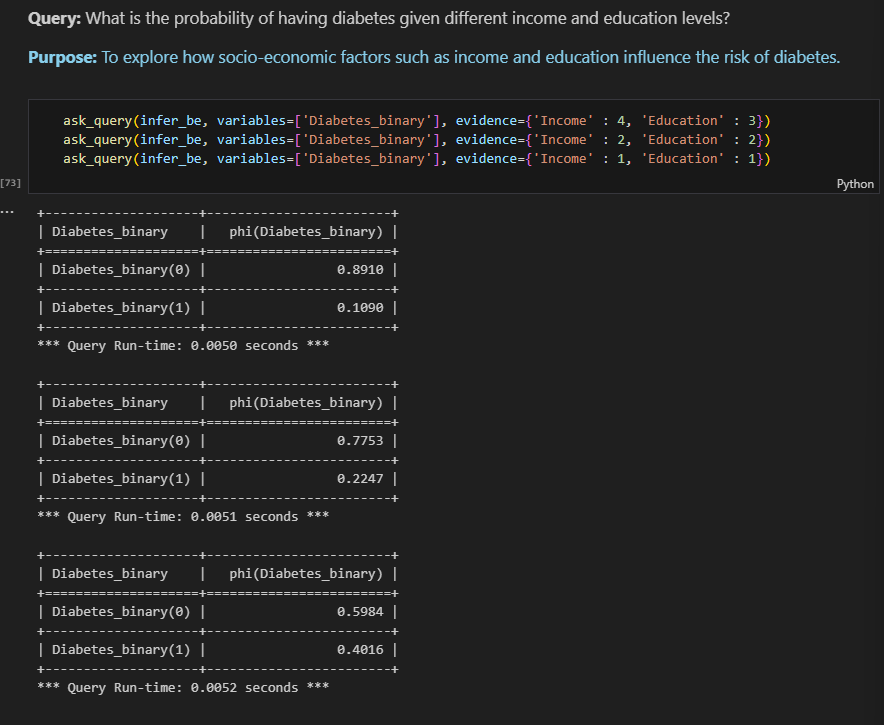 Query: What is the probability of having diabetes given different income and education levels?
Purpose: To explore how socio-economic factors such as income and education influence the risk of diabetes.
ask_query(infer_be, variables=['Diabetes_binary'], evidence={'Income' : 4, 'Education' : 3})
ask_query(infer_be, variables=['Diabetes_binary'], evidence={'Income' : 2, 'Education' : 2})
ask_query(infer_be, variables=['Diabetes_binary'], evidence={'Income' : 1, 'Education' : 1})
[73]
Python
...
+--------------------+------------------------+
| Diabetes_binary    |   phi(Diabetes_binary) |
+====================+========================+
| Diabetes_binary(0) |                 0.8910 |
+--------------------+------------------------+
| Diabetes_binary(1) |                 0.1090 |
+--------------------+------------------------+
*** Query Run-time: 0.0050 seconds ***
+--------------------+------------------------+
| Diabetes_binary    |   phi(Diabetes_binary) |
+====================+========================+
| Diabetes_binary(0) |                 0.7753 |
+--------------------+------------------------+
| Diabetes_binary(1) |                 0.2247 |
+--------------------+------------------------+
*** Query Run-time: 0.0051 seconds ***
+--------------------+------------------------+
| Diabetes_binary    |   phi(Diabetes_binary) |
+====================+========================+
| Diabetes_binary(0) |                 0.5984 |
+--------------------+------------------------+
| Diabetes_binary(1) |                 0.4016 |
+--------------------+------------------------+
*** Query Run-time: 0.0052 seconds ***